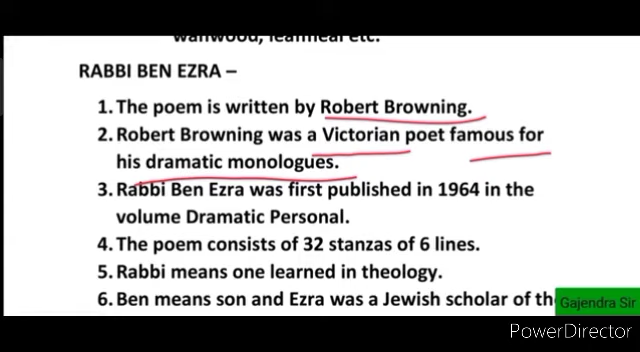 wanwood, leafmeal etc.
RABBI BEN EZRA –
1. The poem is written by Robert Browning.
2. Robert Browning was a Victorian poet famous for
his dramatic monologues.
3. Rabbi Ben Ezra was first published in 1964 in the
volume Dramatic Personal.
4. The poem consists of 32 stanzas of 6 lines.
5. Rabbi means one learned in theology.
6. Ben means son and Ezra was a Jewish scholar of th
Gajendra Sir
PowerDirector